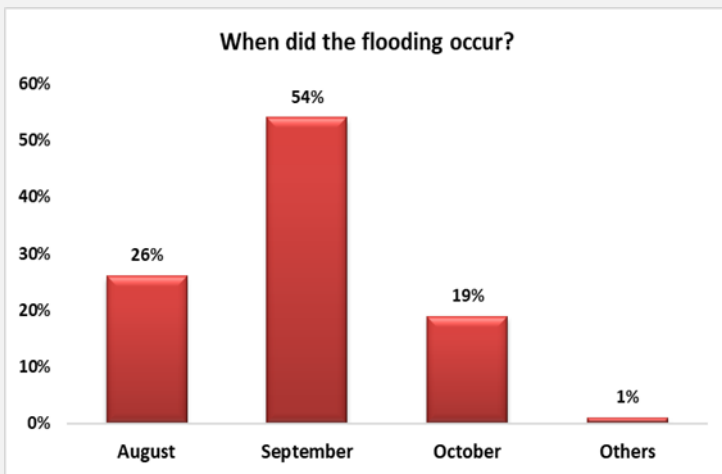 When did the flooding occur?
60%
50%
40%
30%
20%
10%
0%
26%
54%
19%
1%
August
September
October
Others